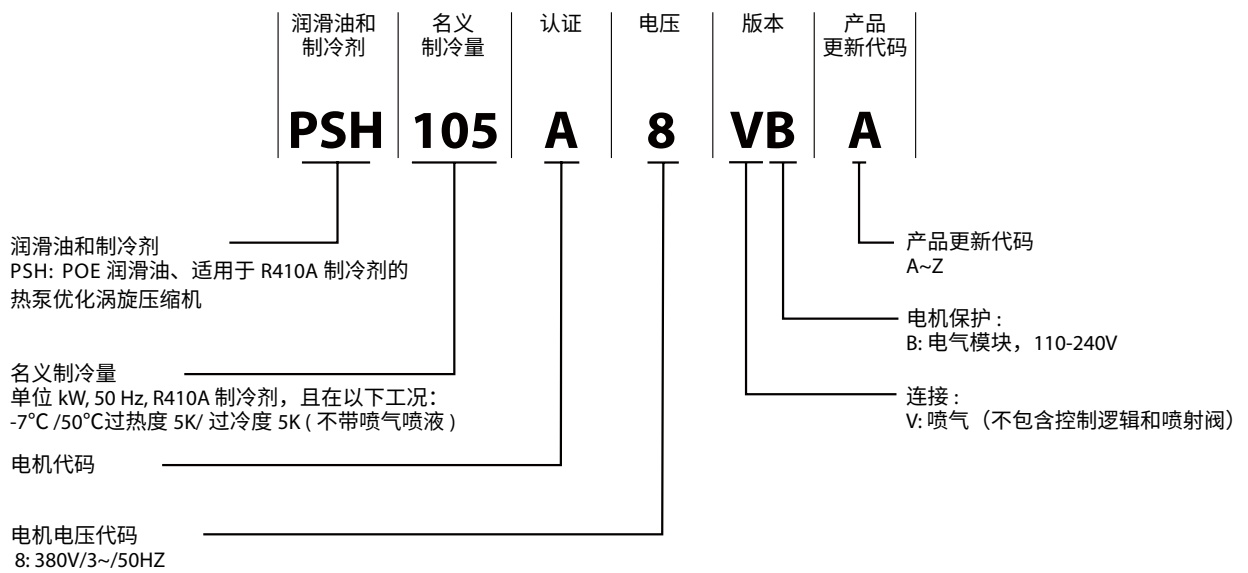 润滑油和
制冷剂
名义
制冷量
认证
电压
版本
产品
更新代码
PSH 105 A 8 VB A
润滑油和制冷剂
PSH: POE 润滑油、适用于 R410A 制冷剂的
热泵优化涡旋压缩机
名义制冷量
单位 kW, 50 Hz, R410A 制冷剂，且在以下工况：
-7℃ /50℃过热度 5K/ 过冷度 5K ( 不带喷气喷液 )
电机代码
电机电压代码
8: 380V/3~/50HZ
产品更新代码
A~Z
电机保护 :
B: 电气模块，110-240V
连接 :
V: 喷气（不包含控制逻辑和喷射阀）